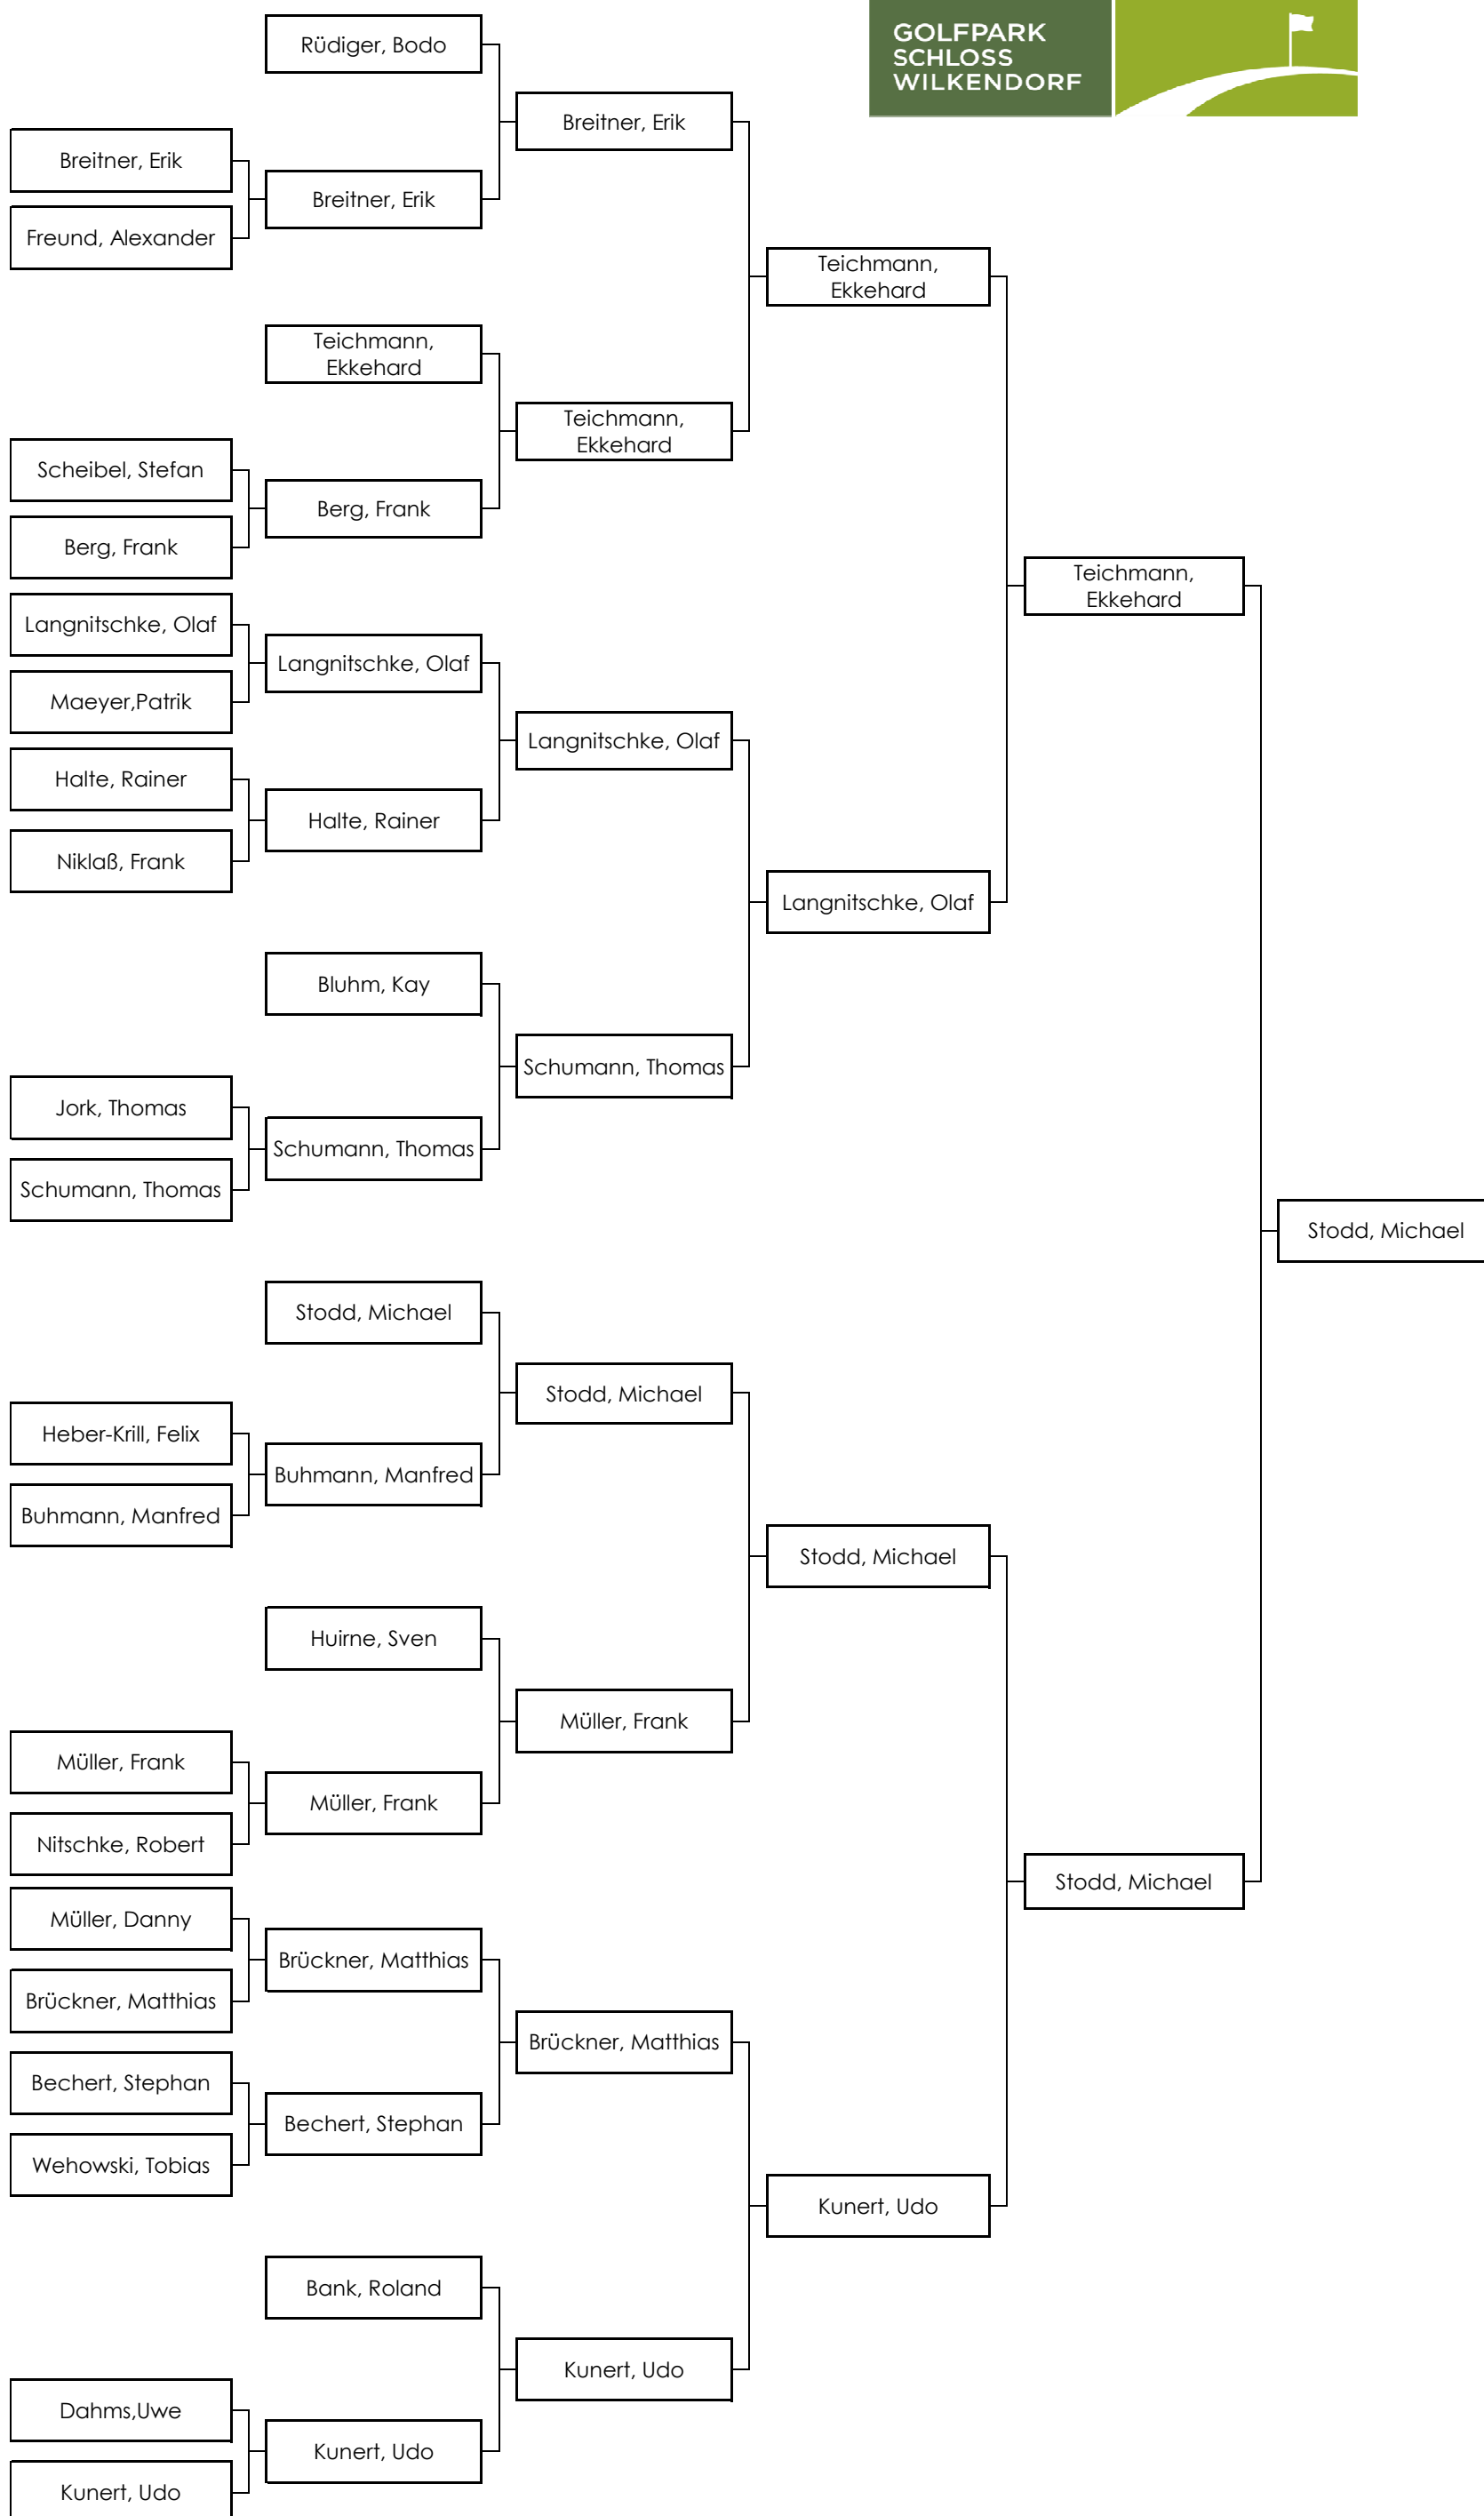 Rüdiger, Bodo
GOLFPARK
SCHLOSS
WILKENDORF
Breitner, Erik
Breitner, Erik
Breitner, Erik
Freund, Alexander
Teichmann,
Ekkehard
Teichmann,
Ekkehard
Teichmann,
Ekkehard
Scheibel, Stefan
Berg, Frank
Berg, Frank
Teichmann,
Ekkehard
Langnitschke, Olaf
Langnitschke, Olaf
Maeyer,Patrik
Langnitschke, Olaf
Halte, Rainer
Halte, Rainer
Niklaß, Frank
Langnitschke, Olaf
Bluhm, Kay
Schumann, Thomas
Jork, Thomas
Schumann, Thomas
Schumann, Thomas
Stodd, Michael
Stodd, Michael
Stodd, Michael
Heber-Krill, Felix
Buhmann, Manfred
Buhmann, Manfred
Stodd, Michael
Huirne, Sven
Müller, Frank
Müller, Frank
Müller, Frank
Nitschke, Robert
Stodd, Michael
Müller, Danny
Brückner, Matthias
Brückner, Matthias
Brückner, Matthias
Bechert, Stephan
Bechert, Stephan
Wehowski, Tobias
Kunert, Udo
Bank, Roland
Kunert, Udo
Dahms,Uwe
Kunert, Udo
Kunert, Udo